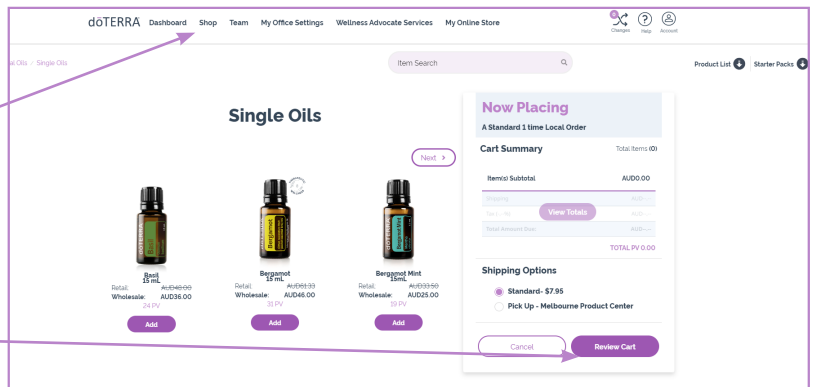 dōTERRA Dashboard Shop Team My Office Settings Wellness Advocate Services My Online Store
0
Changes Help Account
al Oils / Single Oils
Item Search
Product List Starter Packs
Single Oils
Next >
Basil
15 mL
Retail: AUD48.00
Wholesale: AUD36.00
24 PV
Add
Bergamot
15 mL
Retail: AUD61.33
Wholesale: AUD46.00
31 PV
Add
Bergamot Mint
15mL
Retail: AUD33.50
Wholesale: AUD25.00
19 PV
Add
Now Placing
A Standard 1 time Local Order
Cart Summary Total Items (0)
Item(s) Subtotal AUD0.00
Shipping AUD-.-
View Totals
Total Amount Due AUD-.-
TOTAL PV 0.00
Shipping Options
Standard- $7.95
Pick Up - Melbourne Product Center
Cancel
Review Cart